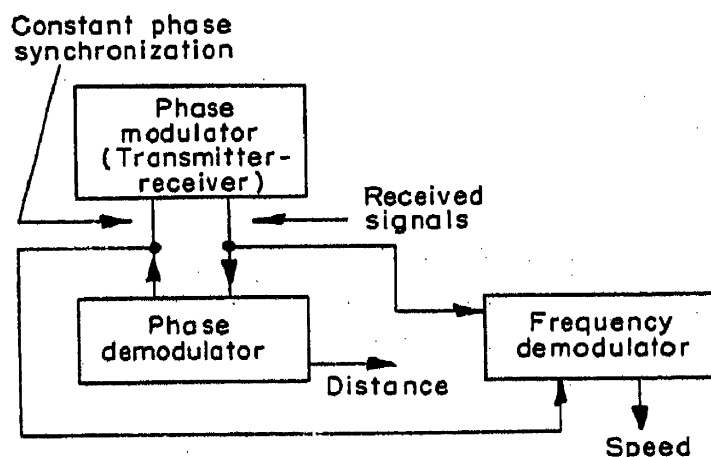 Constant phase
synchronization
Phase
modulator
(Transmitter-
receiver)
Received
signals
Phase
demodulator
Distance
Frequency
demodulator
Speed